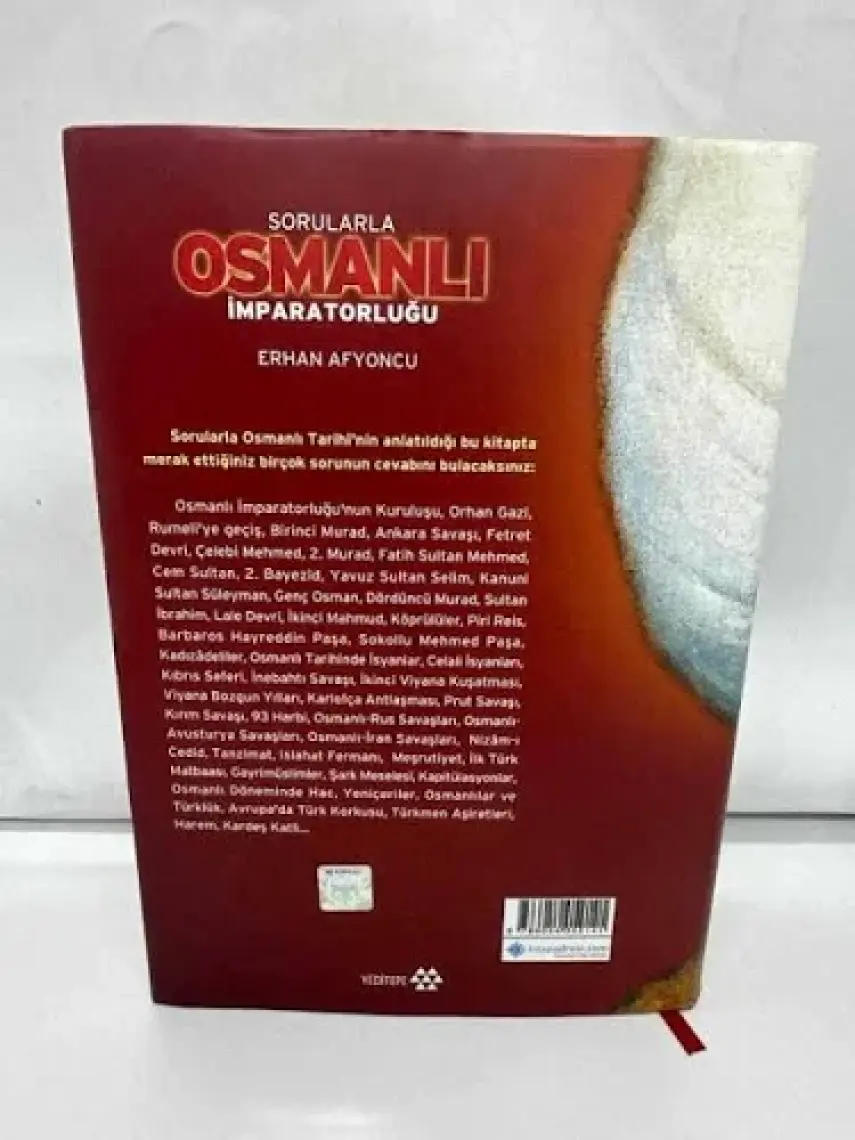 SORULARLA
OSMANLI
İMPARATORLUĞU
ERHAN AFYONCU
Sorularla Osmanlı Tarihi'nin anlatıldığı bu kitapta
merak ettiğiniz birçok sorunun cevabını bulacaksınız:
Osmanlı İmparatorluğu'nun Kuruluşu, Orhan Gazi,
Rumeli'ye geçiş, Birinci Murad, Ankara Savaşı, Fetret
Devri, Çelebi Mehmed, 2. Murad, Fatih Sultan Mehmed,
Cem Sultan, 2. Bayezid, Yavuz Sultan Selim, Kanuni
Sultan Süleyman, Genç Osman, Dördüncü Murad, Sultan
İbrahim, Lale Devri, İkinci Mahmud, Köprülüler, Piri Reis,
Barbaros Hayreddin Paşa, Sokollu Mehmed Paşa,
Kadızâdeliler, Osmanlı Tarihinde İsyanlar, Celali İsyanları,
Kıbrıs Seferi, İnebahtı Savaşı, İkinci Viyana Kuşatması,
Viyana Bozgun Yılları, Karlofça Antlaşması, Prut Savaşı,
Kırım Savaşı, 93 Harbi, Osmanlı-Rus Savaşları, Osmanlı-
Avusturya Savaşları, Osmanlı-İran Savaşları, Nizâm-ı
Cedid, Tanzimat, Islahat Fermanı, Meşrutiyet, İlk Türk
Matbaası, Gayrimüslimler, Şark Meselesi, Kapitülasyonlar,
Osmanlı Döneminde Hac, Yeniçeriler, Osmanlılar ve
Türklük, Avrupa'da Türk Korkusu, Türkmen Aşiretleri,
Harem, Kardeş Katli...
YEDİTEPE